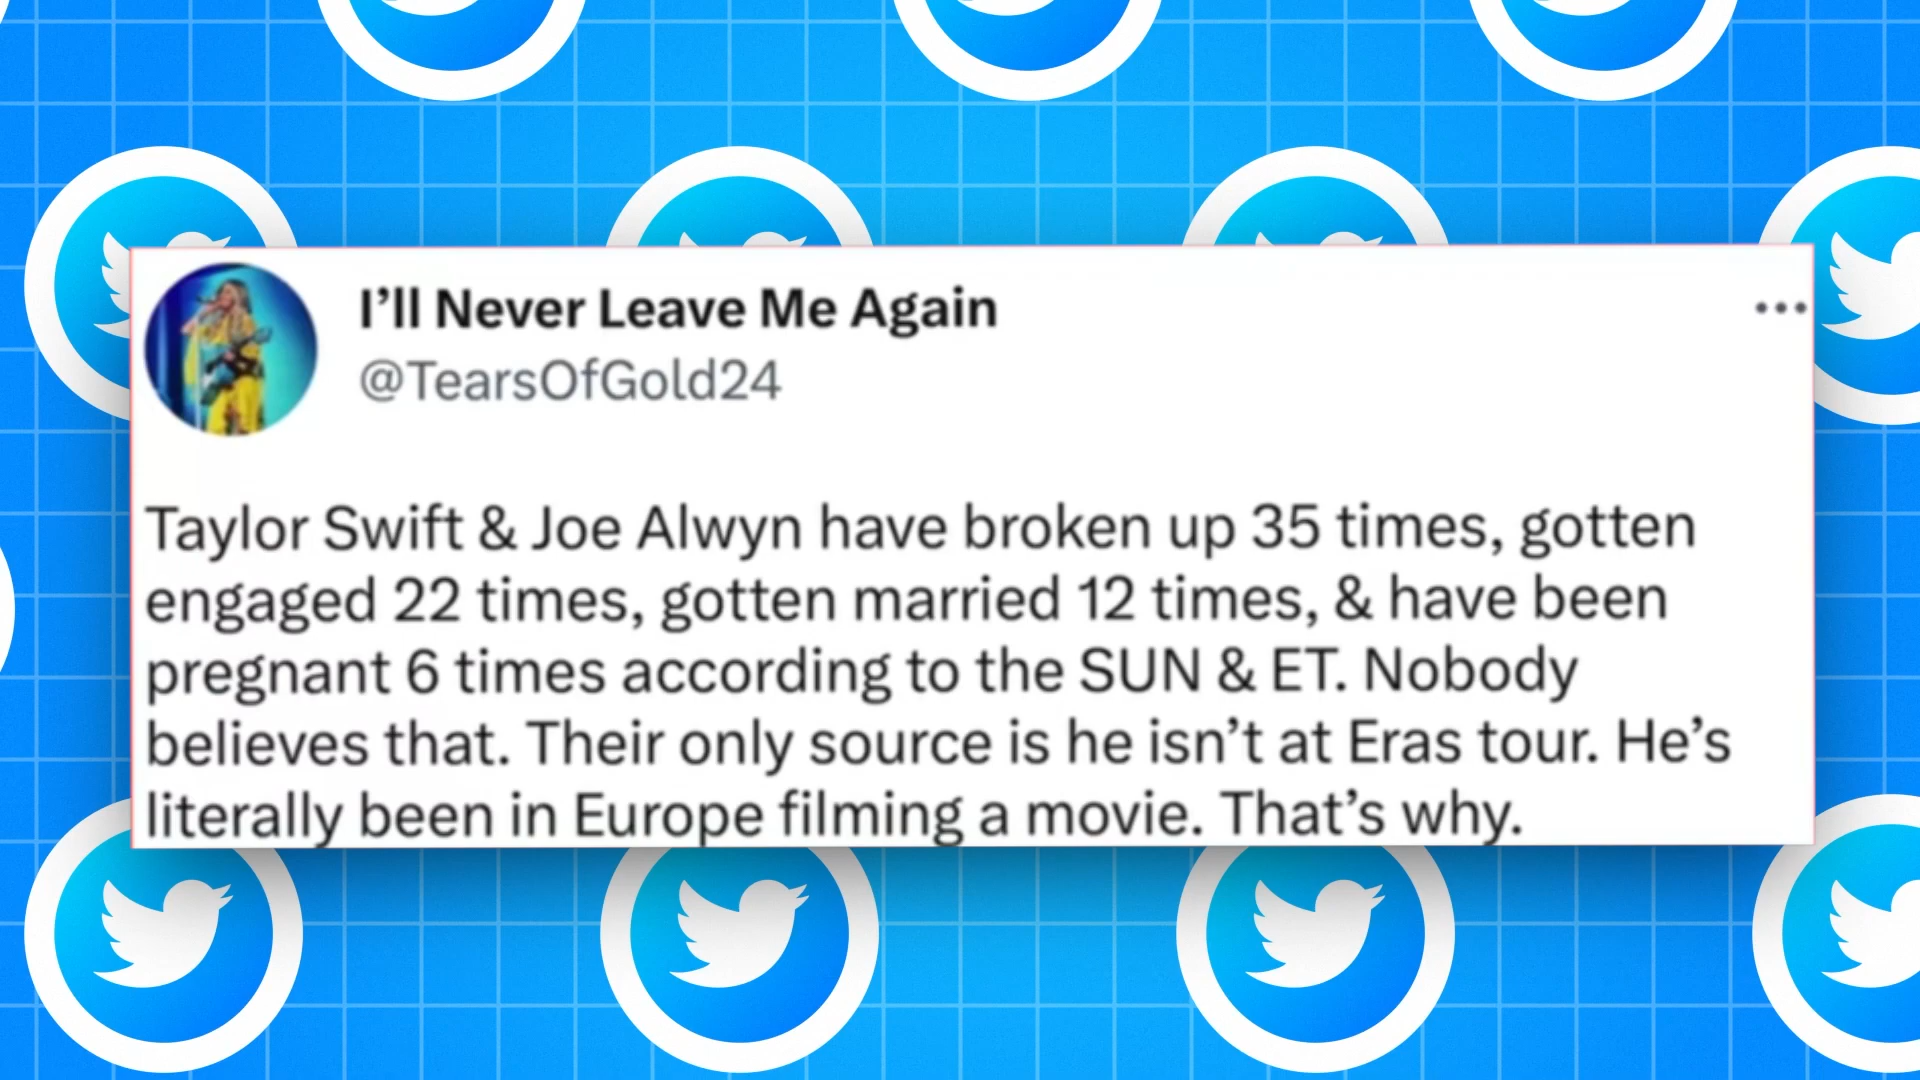 I’ll Never Leave Me Again
@TearsOfGold24
Taylor Swift & Joe Alwyn have broken up 35 times, gotten
engaged 22 times, gotten married 12 times, & have been
pregnant 6 times according to the SUN & ET. Nobody
believes that. Their only source is he isn’t at Eras tour. He’s
literally been in Europe filming a movie. That’s why.